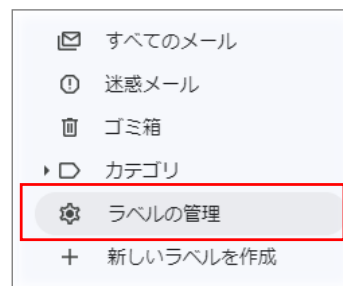 すべてのメール
迷惑メール
ゴミ箱
カテゴリ
ラベルの管理
新しいラベルを作成